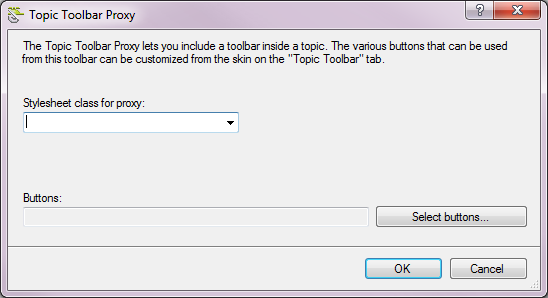 Topic Toolbar Proxy
The Topic Toolbar Proxy lets you include a toolbar inside a topic. The various buttons that can be used
from this toolbar can be customized from the skin on the "Topic Toolbar" tab.
Stylesheet class for proxy:
Buttons:
Select buttons...
OK
Cancel